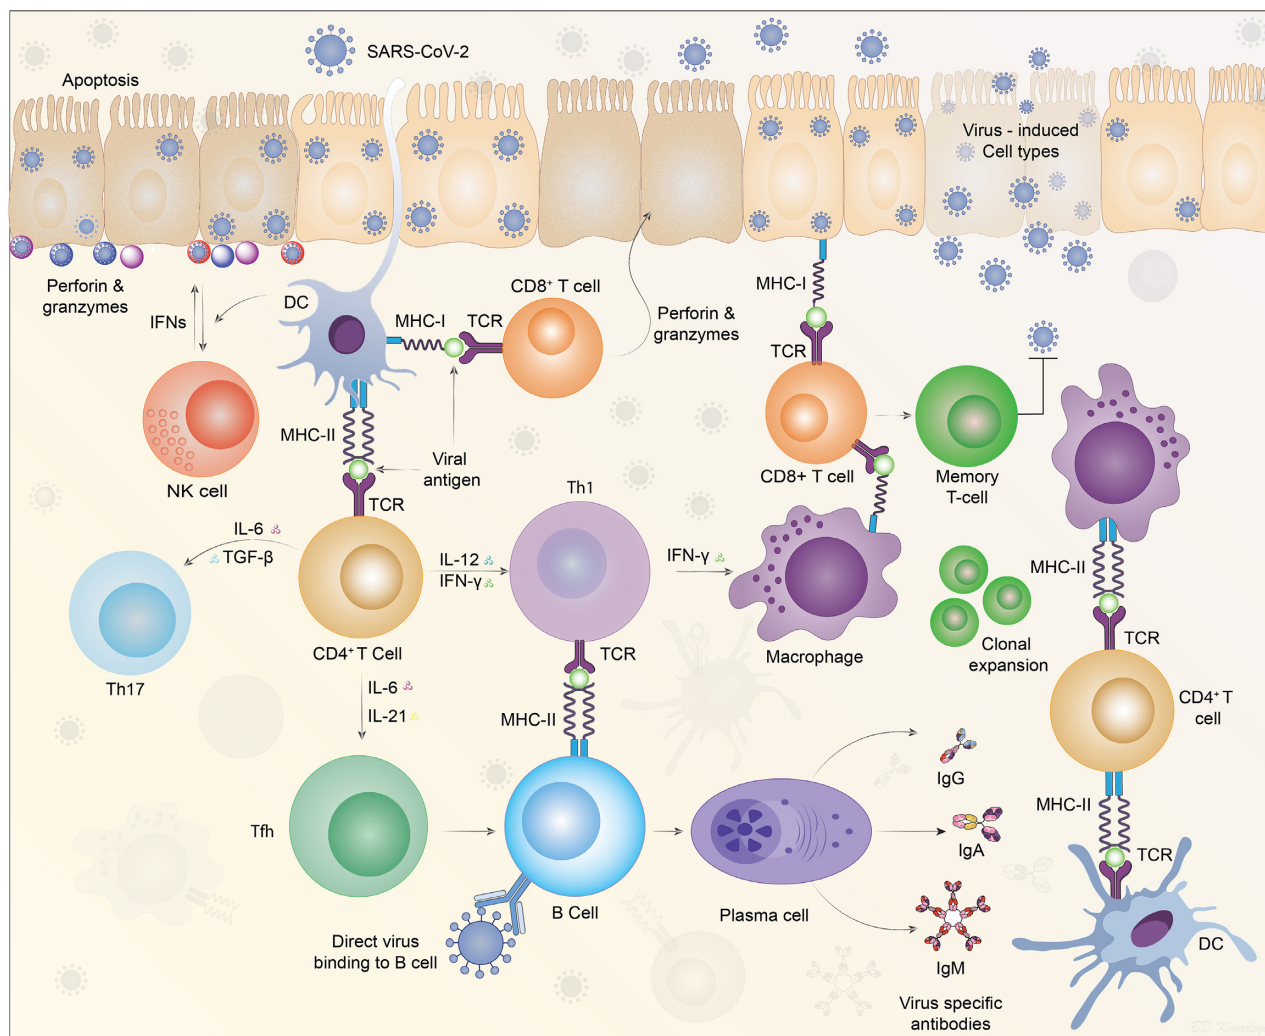 SARS-CoV-2
Apoptosis
Virus - induced
Cell types
Perforin &
granzymes
IFNs
DC
MHC-I
TCR
CD8⁺ T cell
Perforin &
granzymes
MHC-I
TCR
NK cell
MHC-II
Viral
antigen
TCR
CD8+ T cell
Memory
T-cell
Th1
IL-6
TGF-β
IL-12
IFN-γ
IFN-γ
MHC-II
Th17
CD4⁺ T Cell
TCR
Macrophage
Clonal
expansion
TCR
IL-6
IL-21
MHC-II
CD4⁺ T
cell
Tfh
B Cell
Plasma cell
IgG
IgA
IgM
MHC-II
TCR
DC
Direct virus
binding to B cell
Virus specific
antibodies